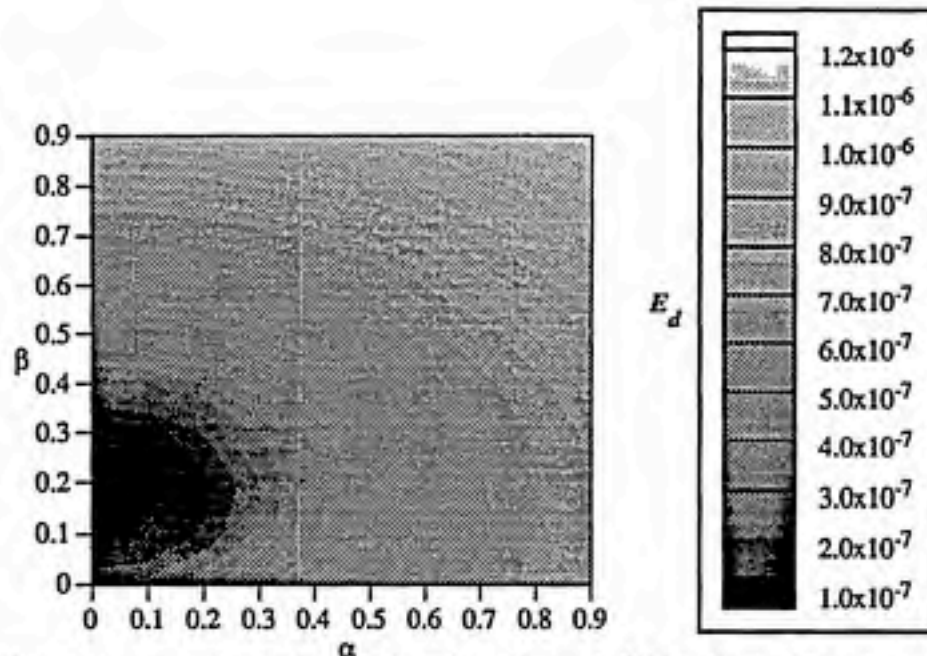 0.9
0.8
0.7
0.6
0.5
0.4
0.3
0.2
0.1
0
β
0 0.1 0.2 0.3 0.4 0.5 0.6 0.7 0.8 0.9
α
E_d
1.2x10⁻⁶
1.1x10⁻⁶
1.0x10⁻⁶
9.0x10⁻⁷
8.0x10⁻⁷
7.0x10⁻⁷
6.0x10⁻⁷
5.0x10⁻⁷
4.0x10⁻⁷
3.0x10⁻⁷
2.0x10⁻⁷
1.0x10⁻⁷